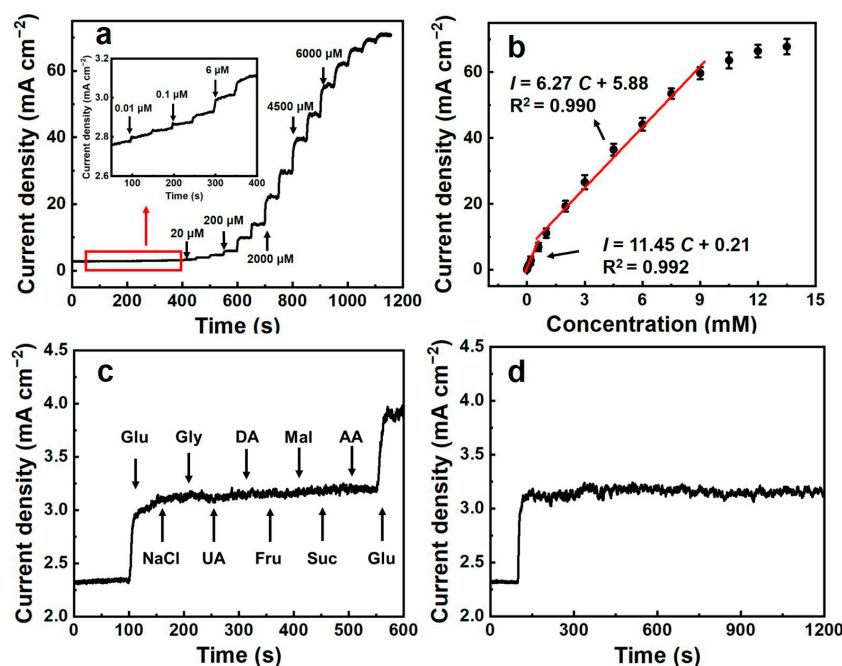 a
Current density (mA cm⁻²)
60
40
20
0
0 200 400 600 800 1000 1200
Time (s)
Current density (mA cm⁻²)
3.2
3.0
2.8
2.6
100 200 300 400
Time (s)
0.01 μM
0.1 μM
6 μM
20 μM
200 μM
2000 μM
4500 μM
6000 μM
b
Current density (mA cm⁻²)
60
40
20
0
0 3 6 9 12 15
Concentration (mM)
I = 6.27 C + 5.88
R² = 0.990
I = 11.45 C + 0.21
R² = 0.992
c
Current density (mA cm⁻²)
4.5
4.0
3.5
3.0
2.5
2.0
0 100 200 300 400 500 600
Time (s)
Glu Gly DA Mal AA
NaCl UA Fru Suc Glu
d
Current density (mA cm⁻²)
4.5
4.0
3.5
3.0
2.5
2.0
0 300 600 900 1200
Time (s)